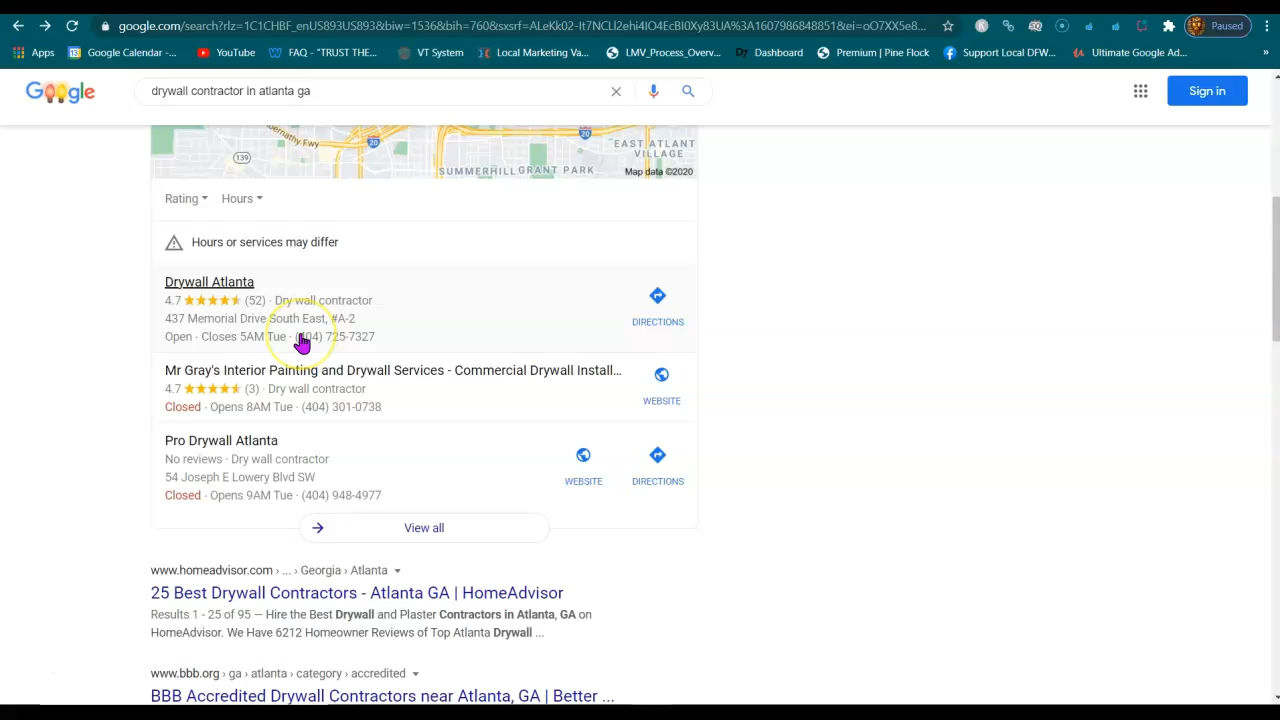 google.com/search?rlz=1C1CHBF_enUS893US893&biw=1536&bih=760&sxsrf=ALeKk02-It7NCLl2ehi4IO4EcBI0Xy83UA%3A1607986848851&ei=oO7XX5e8...
Paused
Apps
Google Calendar -...
YouTube
FAQ - "TRUST THE...
VT System
Local Marketing Va...
LMV_Process_Overv...
Dashboard
Premium | Pine Flock
Support Local DFW...
Ultimate Google Ad...
»
Google
drywall contractor in atlanta ga
Sign in
EAST ATLANT
VILLAGE
139
20
20
SUMMERHILL
GRANT PARK
Map data ©2020
Rating
Hours
Hours or services may differ
Drywall Atlanta
4.7 (52) · Dry wall contractor
437 Memorial Drive South East, #A-2
Open · Closes 5AM Tue · (404) 725-7327
DIRECTIONS
Mr Gray's Interior Painting and Drywall Services - Commercial Drywall Install...
4.7 (3) · Dry wall contractor
Closed · Opens 8AM Tue · (404) 301-0738
WEBSITE
Pro Drywall Atlanta
No reviews · Dry wall contractor
54 Joseph E Lowery Blvd SW
Closed · Opens 9AM Tue · (404) 948-4977
WEBSITE
DIRECTIONS
View all
www.homeadvisor.com › ... › Georgia › Atlanta
25 Best Drywall Contractors - Atlanta GA | HomeAdvisor
Results 1 - 25 of 95 — Hire the Best Drywall and Plaster Contractors in Atlanta, GA on
HomeAdvisor. We Have 6212 Homeowner Reviews of Top Atlanta Drywall ...
www.bbb.org › ga › atlanta › category › accredited
BBB Accredited Drywall Contractors near Atlanta, GA | Better ...